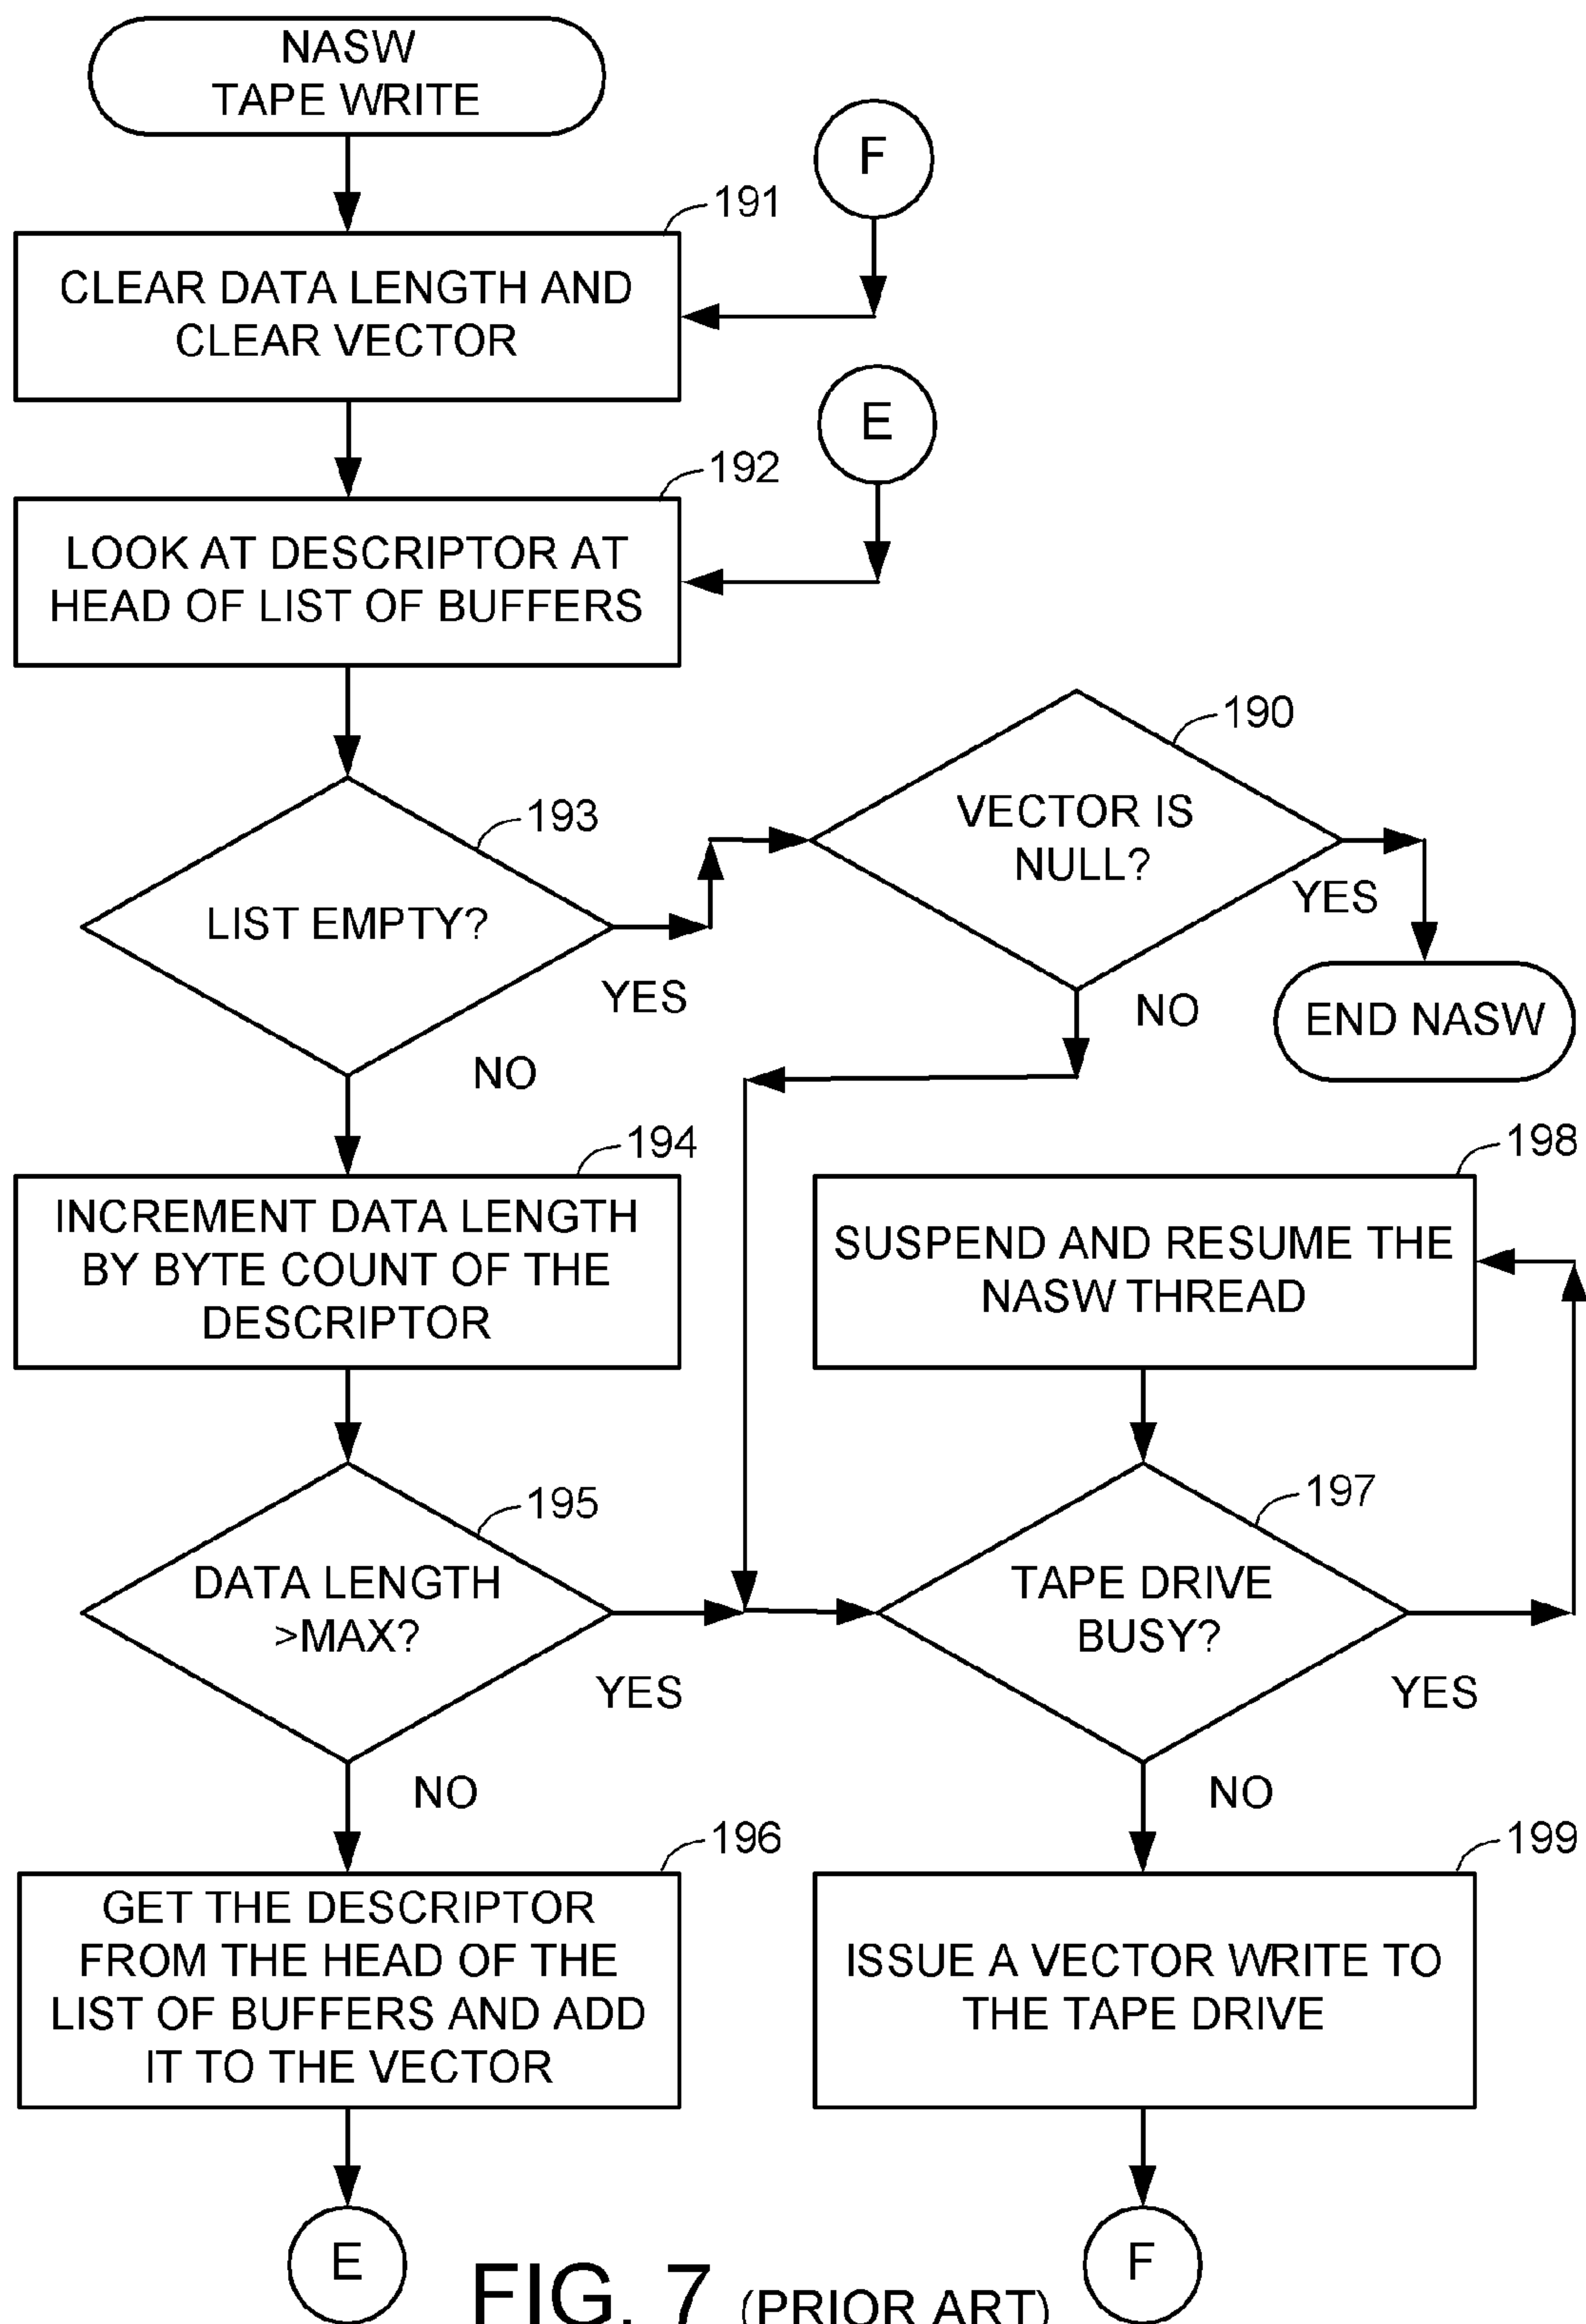 NASW
TAPE WRITE
F
191
CLEAR DATA LENGTH AND
CLEAR VECTOR
E
192
LOOK AT DESCRIPTOR AT
HEAD OF LIST OF BUFFERS
190
VECTOR IS
NULL?
YES
193
LIST EMPTY?
YES
NO
NO
END NASW
194
INCREMENT DATA LENGTH
BY BYTE COUNT OF THE
DESCRIPTOR
198
SUSPEND AND RESUME THE
NASW THREAD
195
DATA LENGTH
>MAX?
YES
NO
197
TAPE DRIVE
BUSY?
YES
NO
196
GET THE DESCRIPTOR
FROM THE HEAD OF THE
LIST OF BUFFERS AND ADD
IT TO THE VECTOR
199
ISSUE A VECTOR WRITE TO
THE TAPE DRIVE
E
F
FIG. 7 (PRIOR ART)